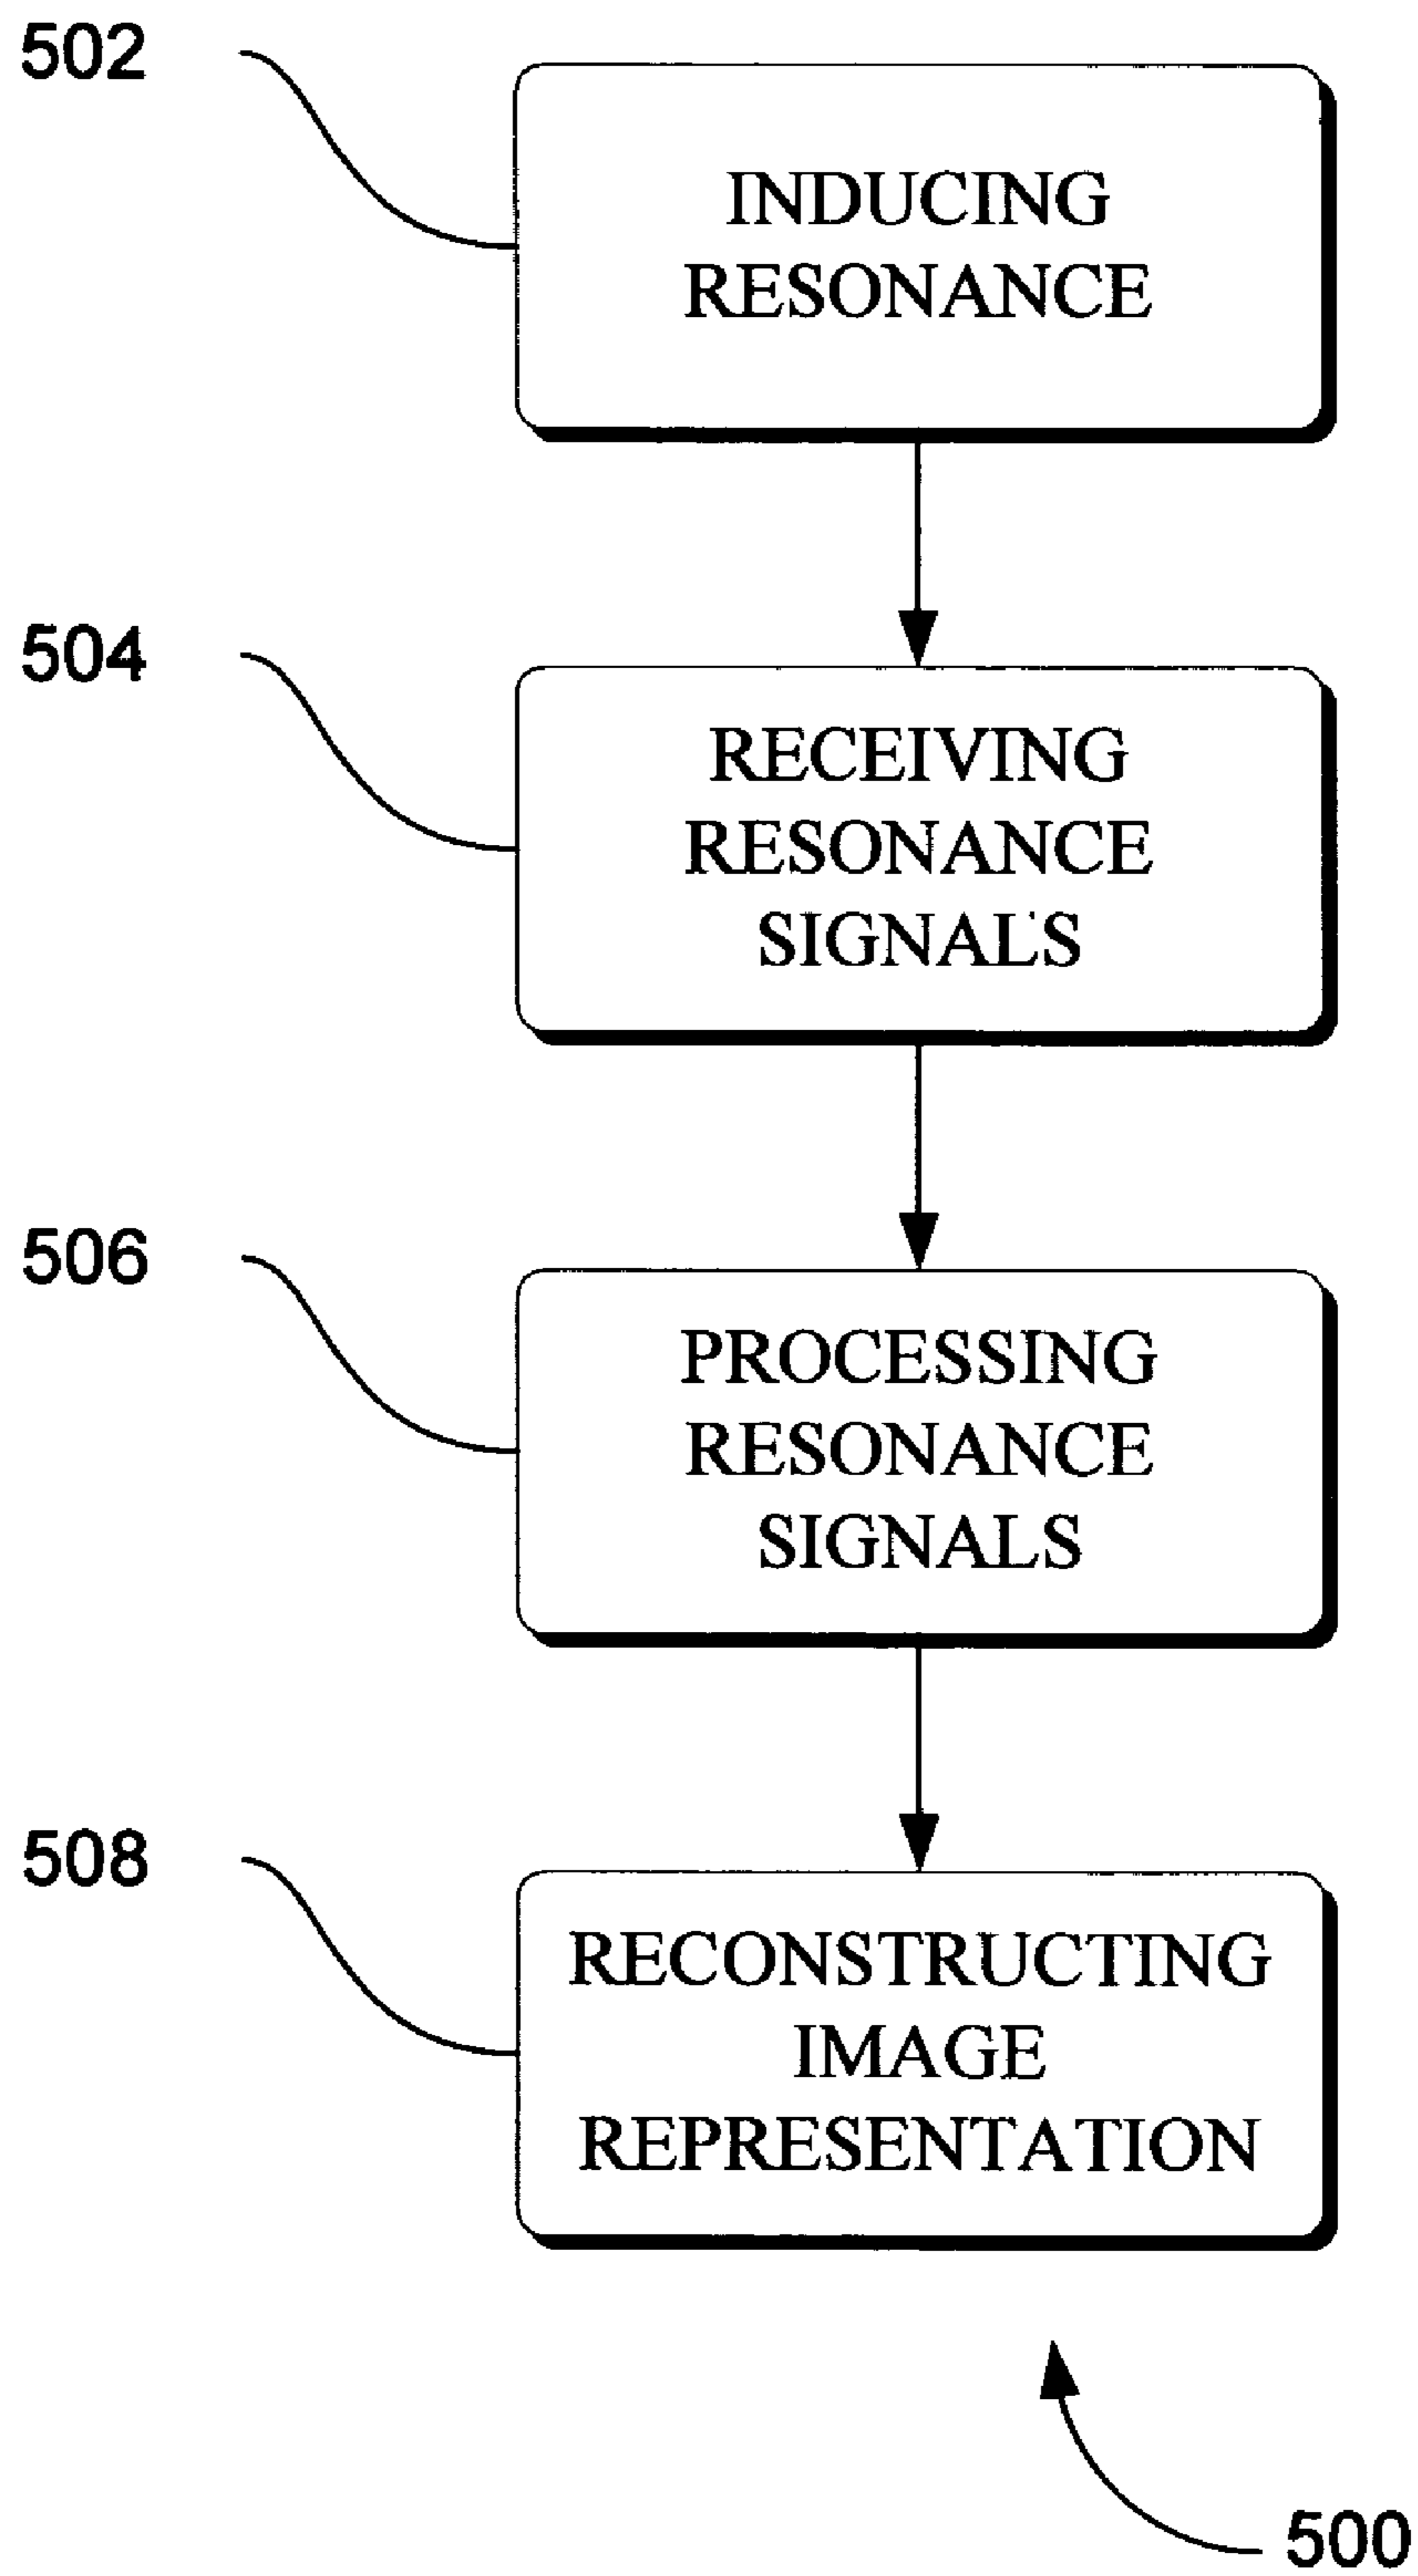 502
INDUCING
RESONANCE
504
RECEIVING
RESONANCE
SIGNALS
506
PROCESSING
RESONANCE
SIGNALS
508
RECONSTRUCTING
IMAGE
REPRESENTATION
500